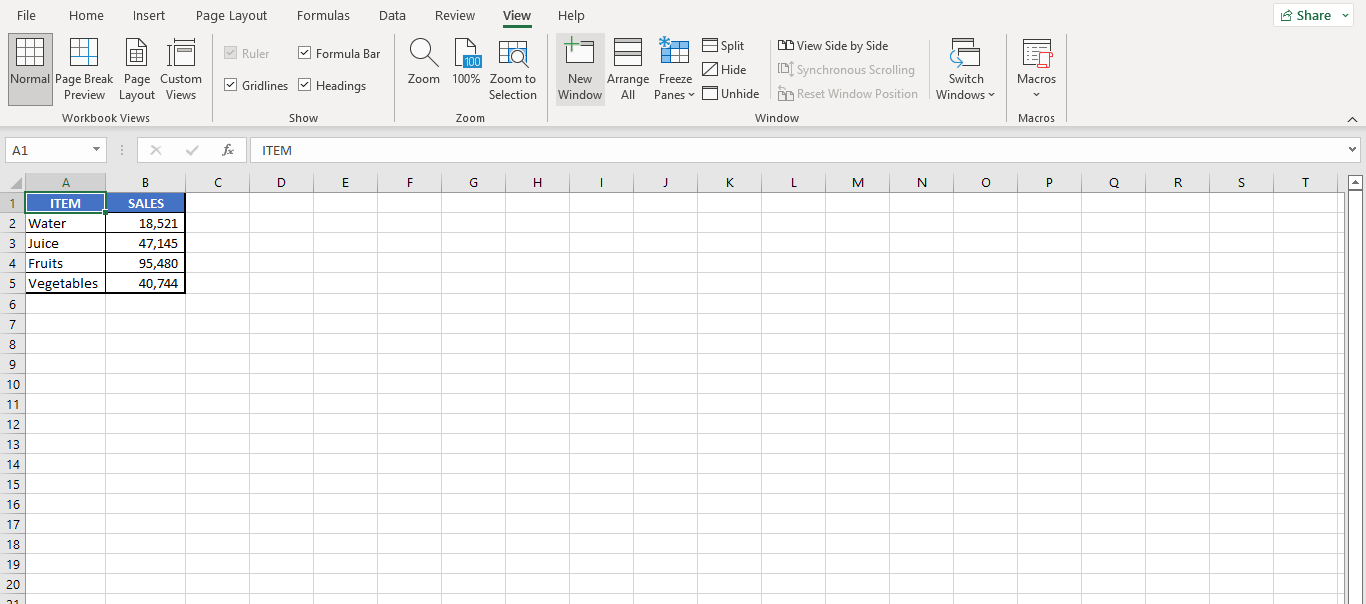 File Home Insert Page Layout Formulas Data Review View Help Share
Normal Page Break Preview Page Layout Custom Views
Workbook Views
Ruler Formula Bar
Gridlines Headings
Show
Zoom 100 100% Zoom to Selection
Zoom
New Window Arrange All Freeze Panes
Split
Hide
Unhide
View Side by Side
Synchronous Scrolling
Reset Window Position
Switch Windows
Window
Macros
Macros
A1 fx ITEM
A B C D E F G H I J K L M N O P Q R S T
1 ITEM SALES
2 Water 18,521
3 Juice 47,145
4 Fruits 95,480
5 Vegetables 40,744
6
7
8
9
10
11
12
13
14
15
16
17
18
19
20
21